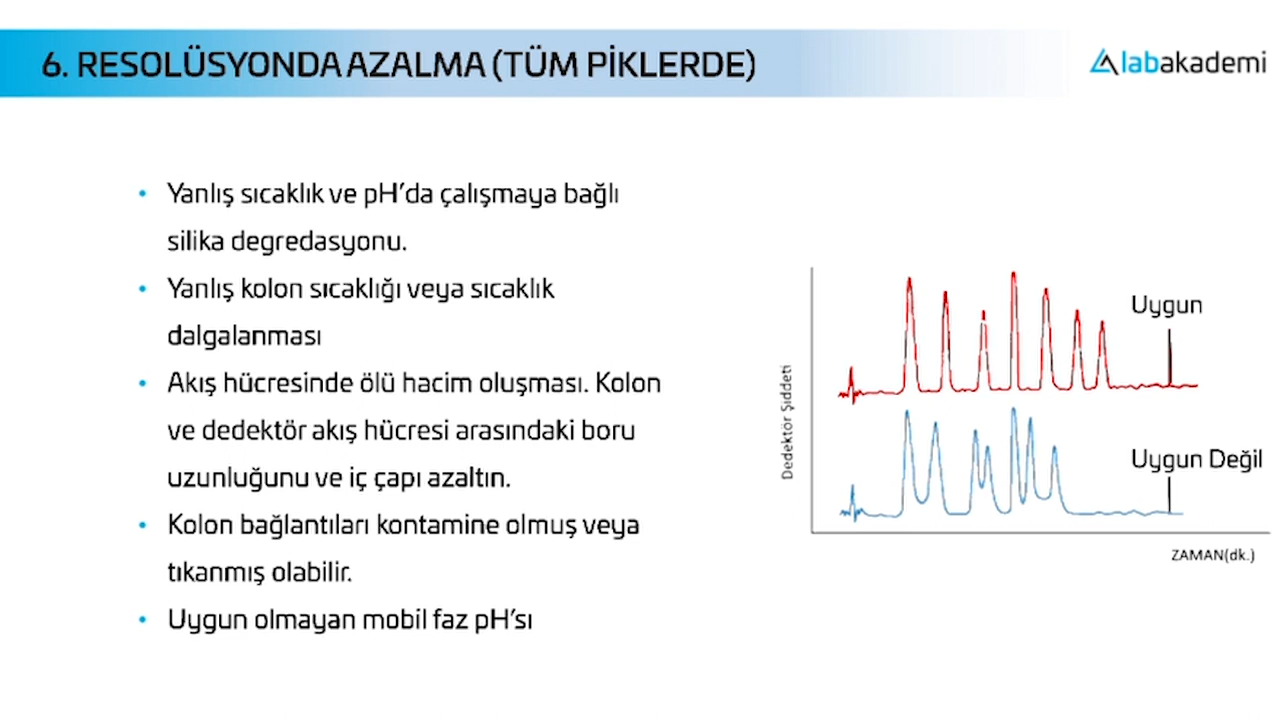 6. RESOLÜSYONDA AZALMA (TÜM PİKLERDE)
labakademi
• Yanlış sıcaklık ve pH'da çalışmaya bağlı
silika degredasyonu.
• Yanlış kolon sıcaklığı veya sıcaklık
dalgalanması
• Akış hücresinde ölü hacim oluşması. Kolon
ve dedektör akış hücresi arasındaki boru
uzunluğunu ve iç çapı azaltın.
• Kolon bağlantıları kontamine olmuş veya
tıkanmış olabilir.
• Uygun olmayan mobil faz pH'sı
Dedektör Şiddeti
Uygun
Uygun Değil
ZAMAN(dk.)